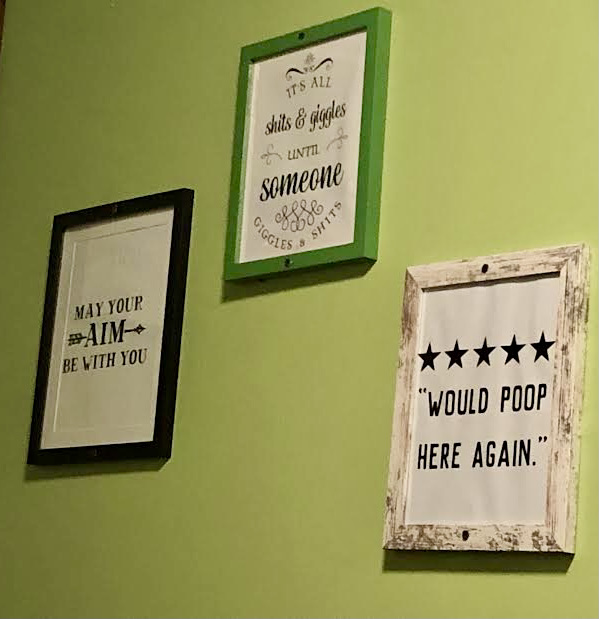 MAY YOUR
AIM
BE WITH YOU
IT'S ALL
shits & giggles
UNTIL
someone
GIGGLES & SHITS
"WOULD POOP
HERE AGAIN."